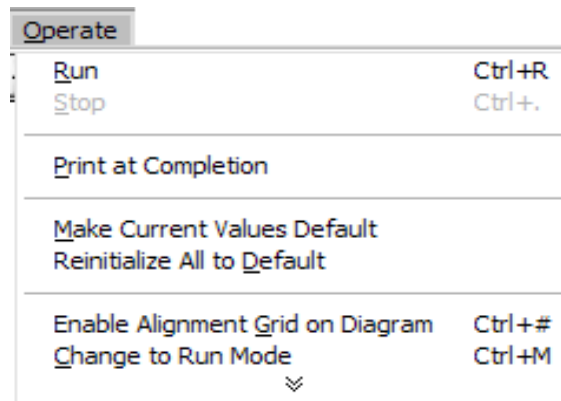 Operate
Run Ctrl+R
Stop Ctrl+.
Print at Completion
Make Current Values Default
Reinitialize All to Default
Enable Alignment Grid on Diagram Ctrl+#
Change to Run Mode Ctrl+M